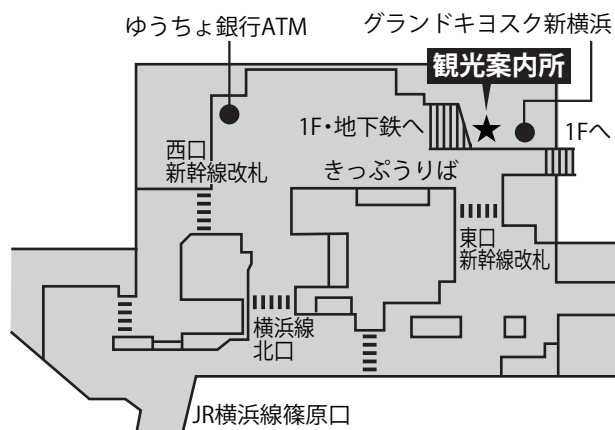 ゆうちょ銀行ATM
グランドキヨスク新横浜
観光案内所
1F・地下鉄へ
1Fへ
西口
新幹線改札
きっぷうりば
東口
新幹線改札
横浜線
北口
JR横浜線篠原口